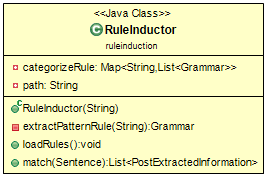 <<Java Class>>
RuleInductor
ruleinduction
categorizeRule: Map<String,List<Grammar>>
path: String
RuleInductor(String)
extractPatternRule(String):Grammar
loadRules():void
match(Sentence):List<PostExtractedInformation>